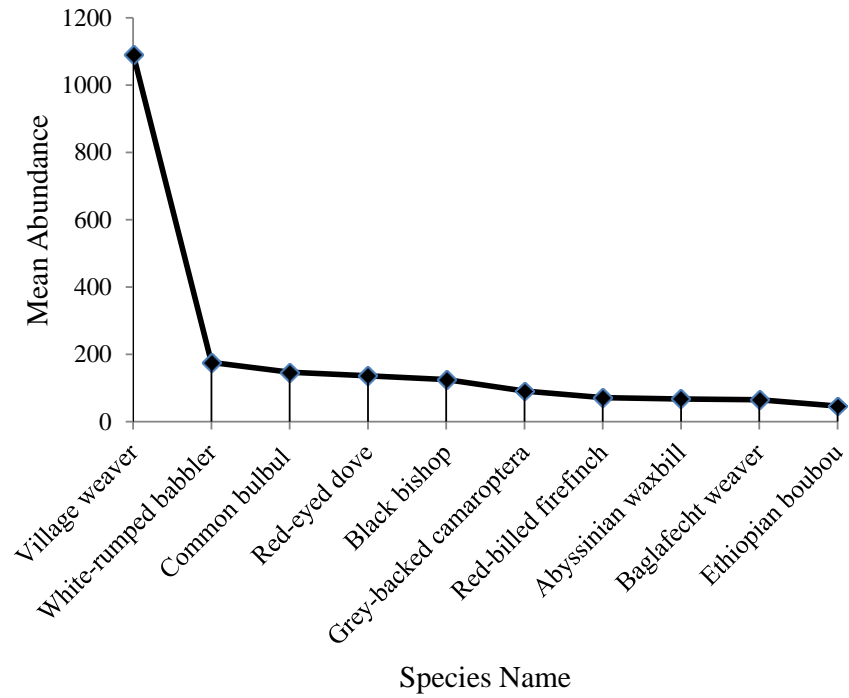 1200
1000
800
600
400
200
0
Mean Abundance
Village weaver
White-rumped babbler
Common bulbul
Red-eyed dove
Black bishop
Grey-backed camaroptera
Red-billed firefinch
Abyssinian waxbill
Baglafecht weaver
Ethiopian boubou
Species Name